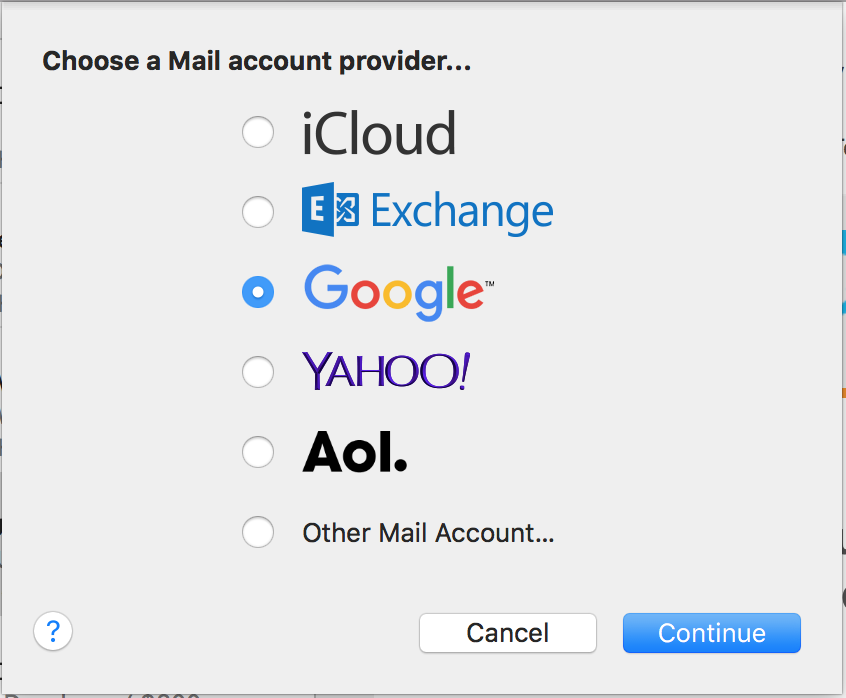 Choose a Mail account provider...
iCloud
E Exchange
Google™
YAHOO!
Aol.
Other Mail Account...
? Cancel Continue